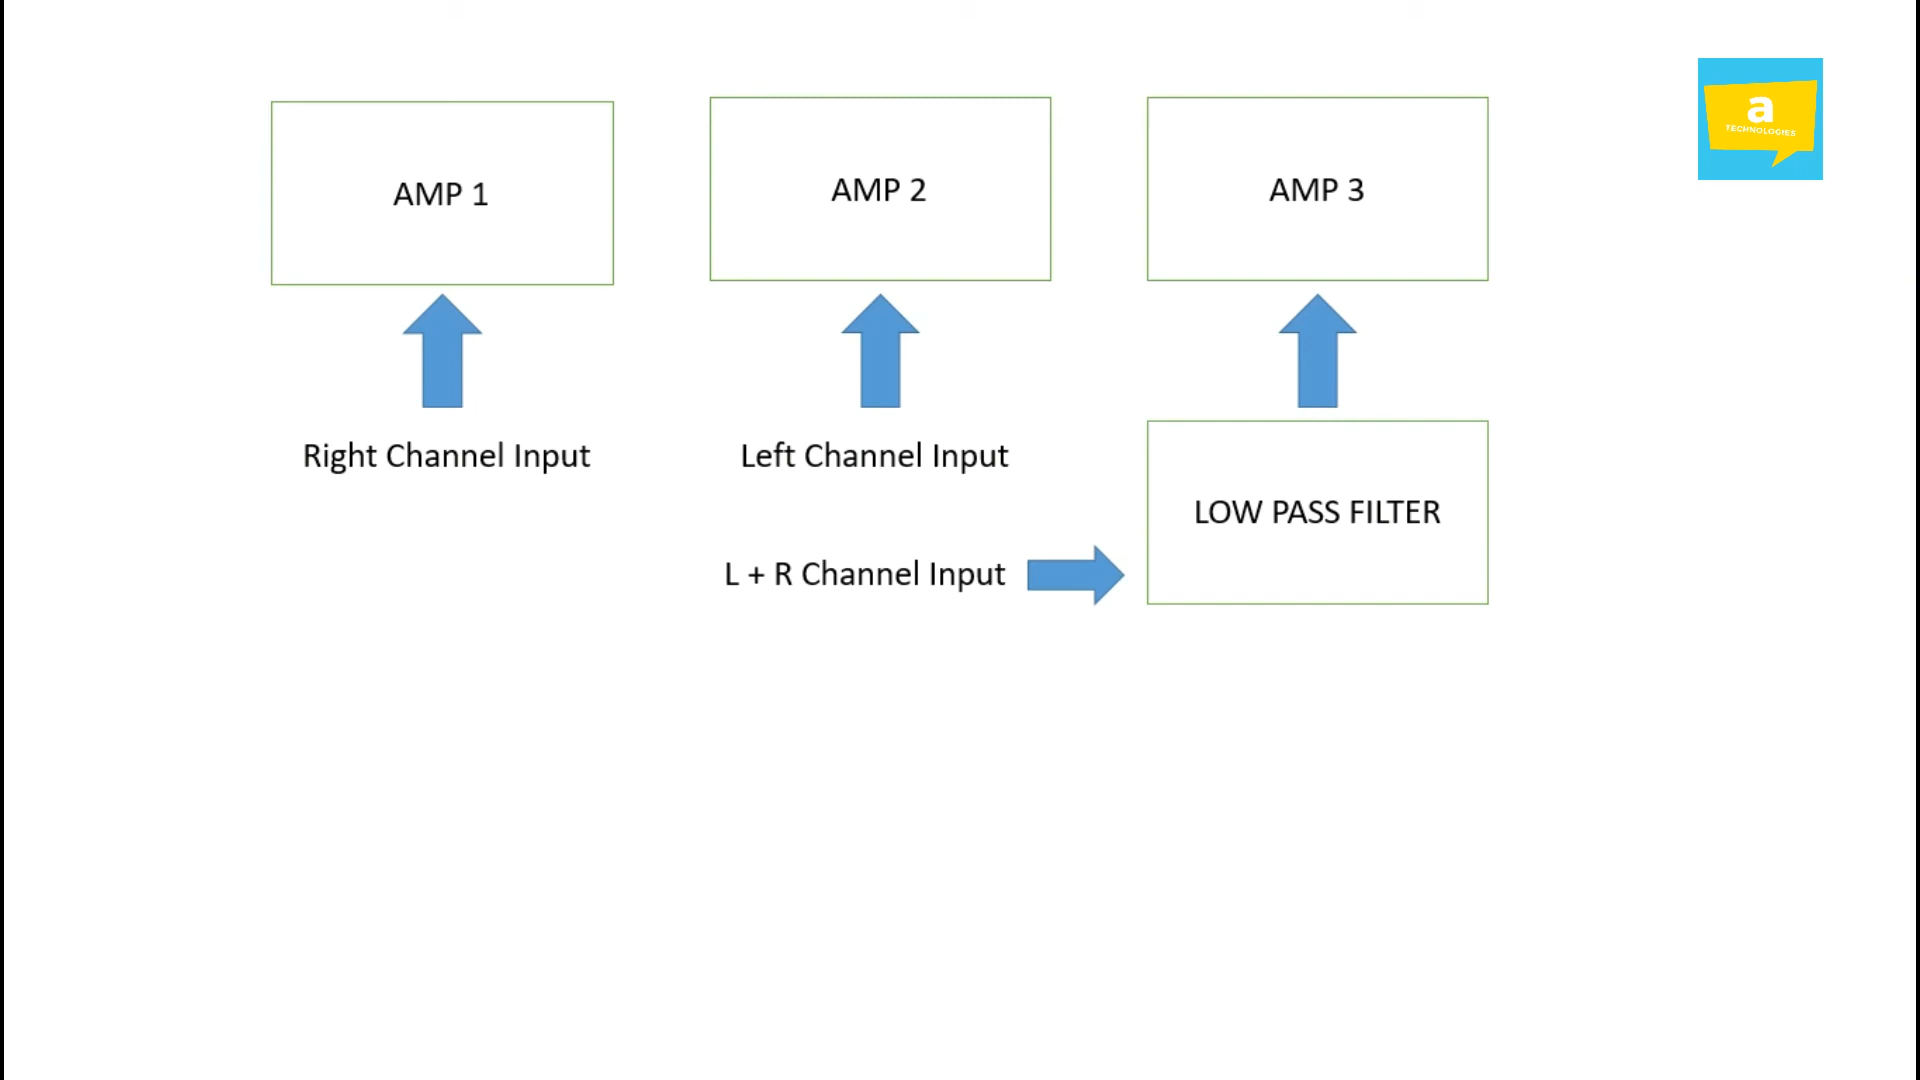 AMP 1
AMP 2
AMP 3
a
TECHNOLOGIES
Right Channel Input
Left Channel Input
LOW PASS FILTER
L + R Channel Input